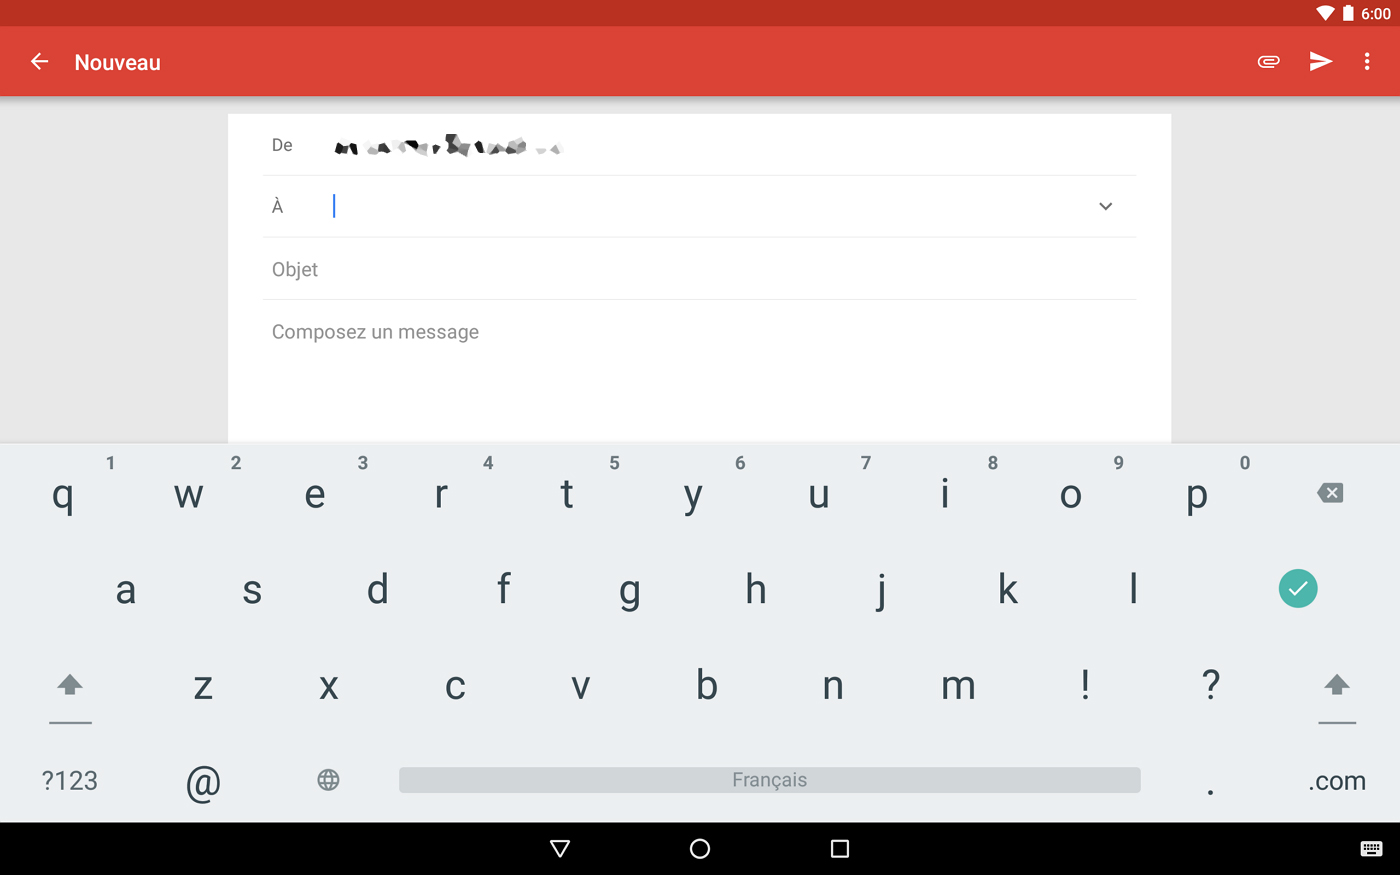 6:00
Nouveau
De
À
Objet
Composez un message
1 2 3 4 5 6 7 8 9 0
q w e r t y u i o p
a s d f g h j k l
z x c v b n m ! ?
?123 @ Français . .com